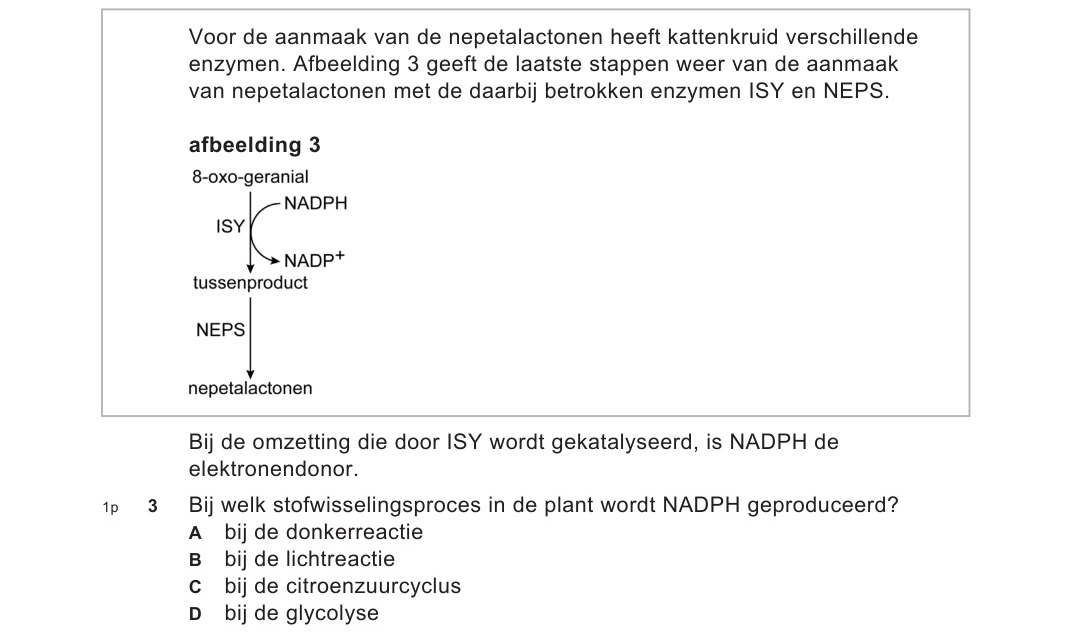 Voor de aanmaak van de nepetalactonen heeft kattenkruid verschillende
enzymen. Afbeelding 3 geeft de laatste stappen weer van de aanmaak
van nepetalactonen met de daarbij betrokken enzymen ISY en NEPS.
afbeelding 3
8-oxo-geranial
NADPH
ISY
NADP⁺
tussenproduct
NEPS
nepetalactonen
Bij de omzetting die door ISY wordt gekatalyseerd, is NADPH de
elektronendonor.
1p 3 Bij welk stofwisselingsproces in de plant wordt NADPH geproduceerd?
A bij de donkerreactie
B bij de lichtreactie
C bij de citroenzuurcyclus
D bij de glycolyse